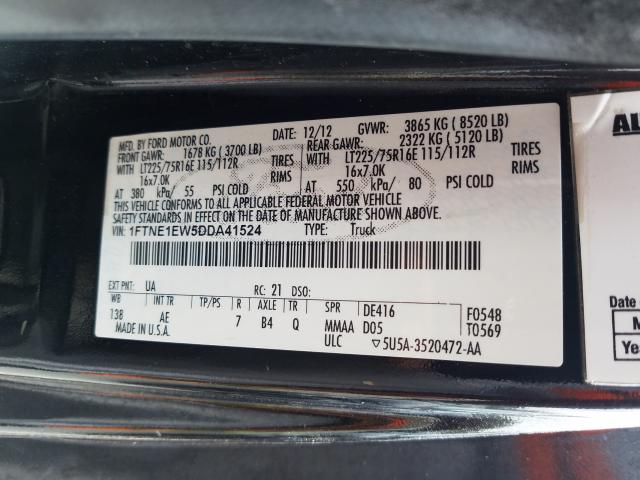 MFD. BY FORD MOTOR CO. DATE: 12/12 GVWR: 3865 KG ( 8520 LB)
FRONT GAWR: 1678 KG ( 3700 LB) REAR GAWR: 2322 KG ( 5120 LB)
WITH LT225/75R16E 115/112R TIRES WITH LT225/75R16E 115/112R TIRES
16x7.0K RIMS 16x7.0K RIMS
AT 380 kPa/ 55 PSI COLD AT 550 kPa/ 80 PSI COLD
THIS VEHICLE CONFORMS TO ALL APPLICABLE FEDERAL MOTOR VEHICLE
SAFETY STANDARDS IN EFFECT ON THE DATE OF MANUFACTURE SHOWN ABOVE.
VIN: 1FTNE1EW5DDA41524 TYPE: Truck
EXT PNT: UA RC: 21 DSO:
WB INT TR TP/PS R AXLE TR SPR DE416 F0548
138 AE 7 B4 Q MMAA D05 T0569
MADE IN U.S.A. ULC 5U5A-3520472-AA
Date